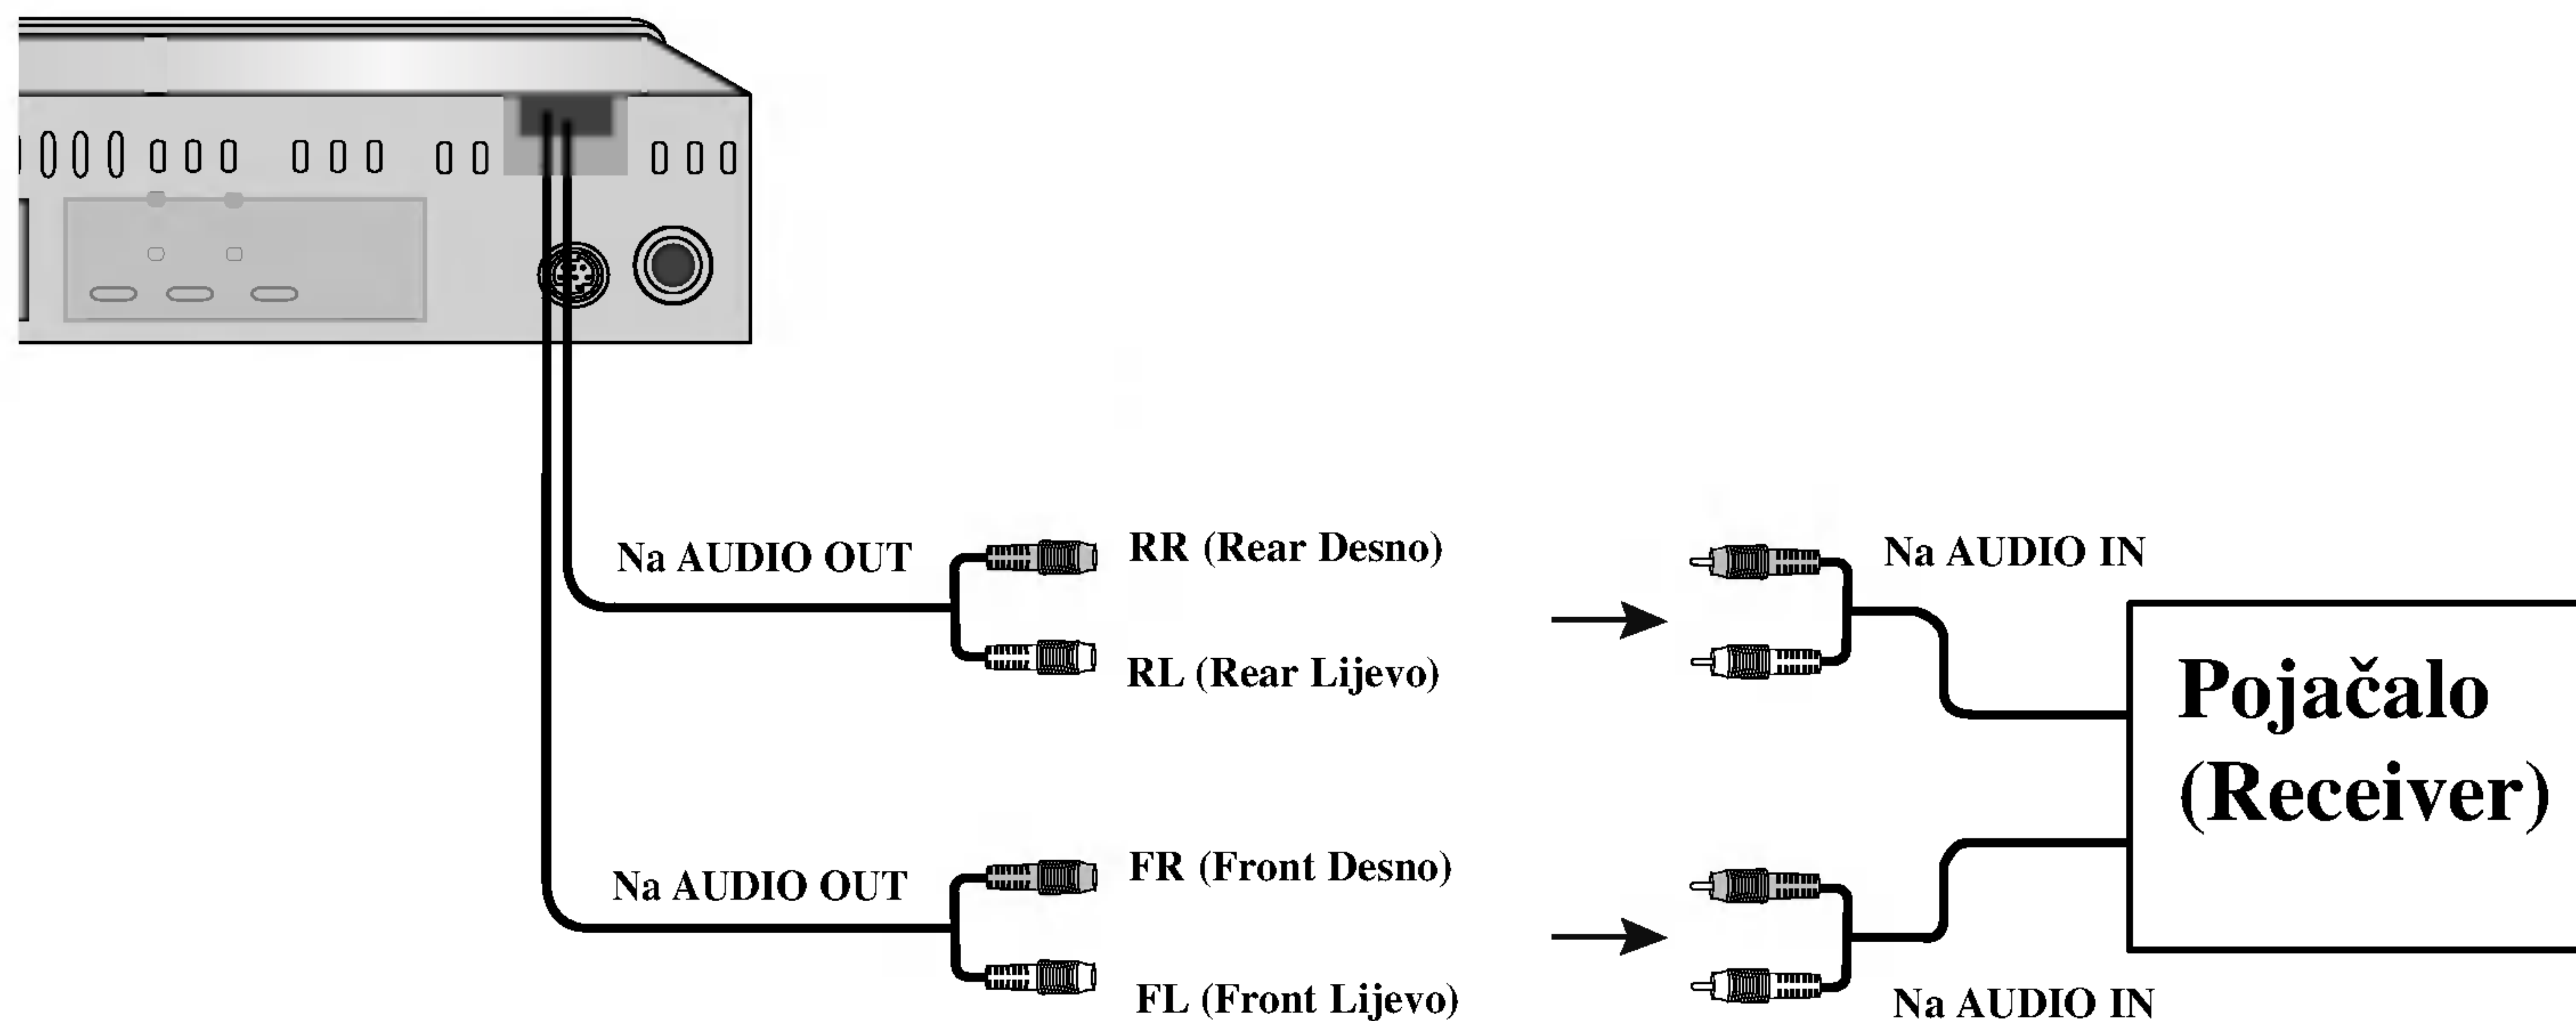 Na AUDIO OUT
RR (Rear Desno)
RL (Rear Lijevo)
Na AUDIO IN
Pojačalo
(Receiver)
Na AUDIO OUT
FR (Front Desno)
FL (Front Lijevo)
Na AUDIO IN